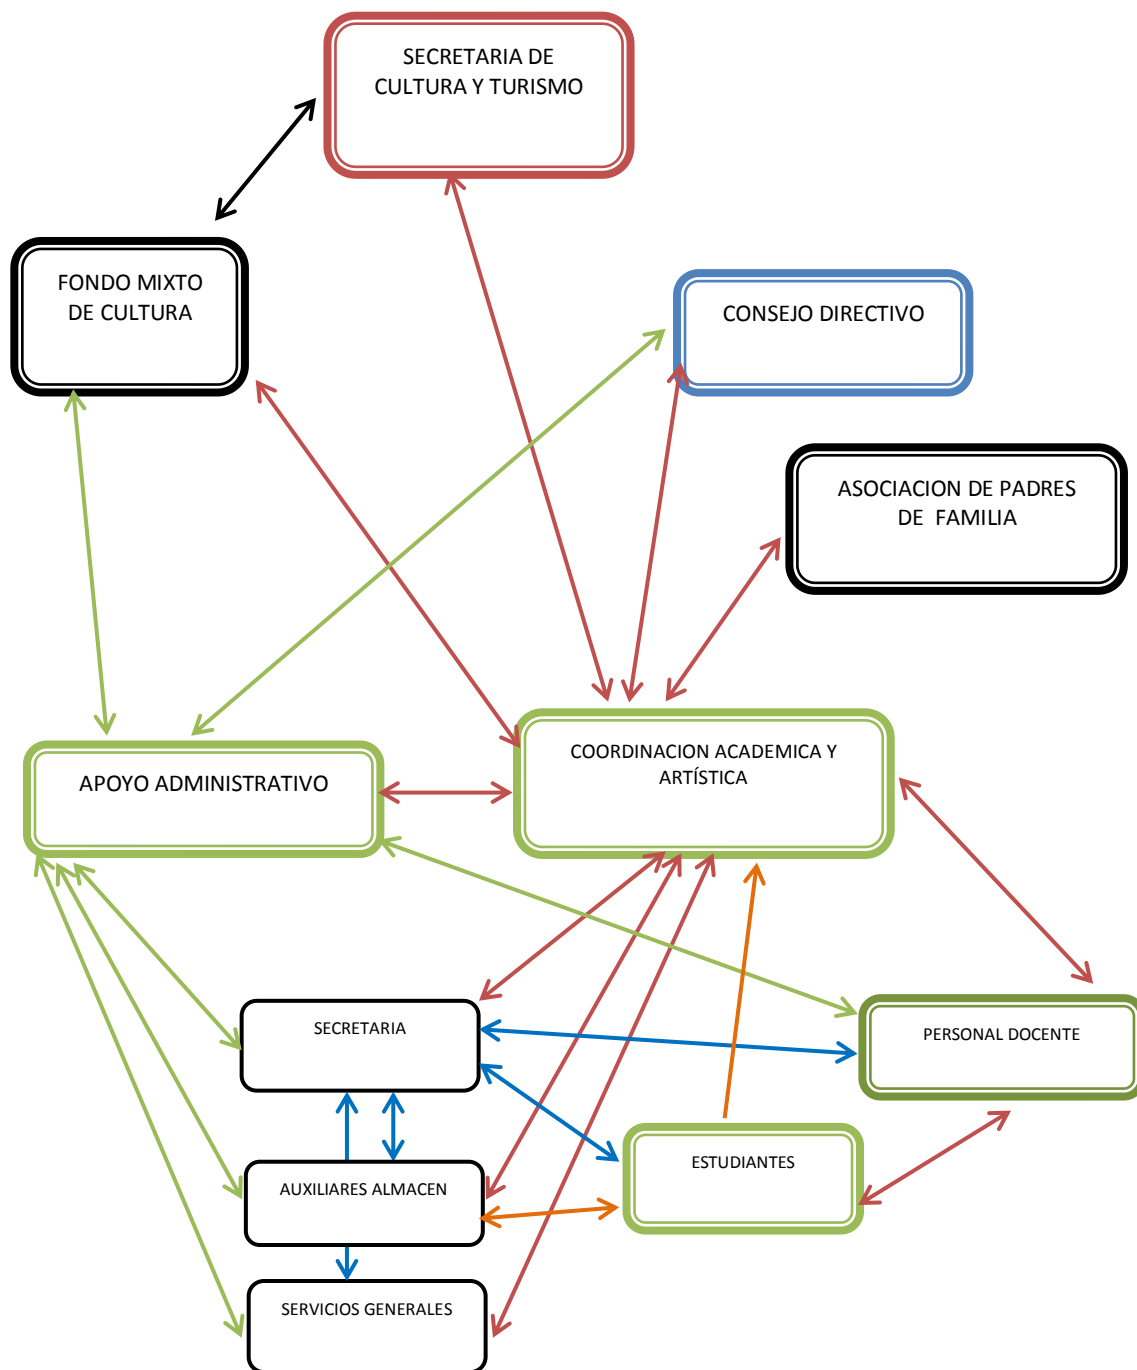 SECRETARIA DE
CULTURA Y TURISMO
FONDO MIXTO
DE CULTURA
CONSEJO DIRECTIVO
ASOCIACION DE PADRES
DE FAMILIA
APOYO ADMINISTRATIVO
COORDINACION ACADEMICA Y
ARTÍSTICA
SECRETARIA
PERSONAL DOCENTE
AUXILIARES ALMACEN
ESTUDIANTES
SERVICIOS GENERALES